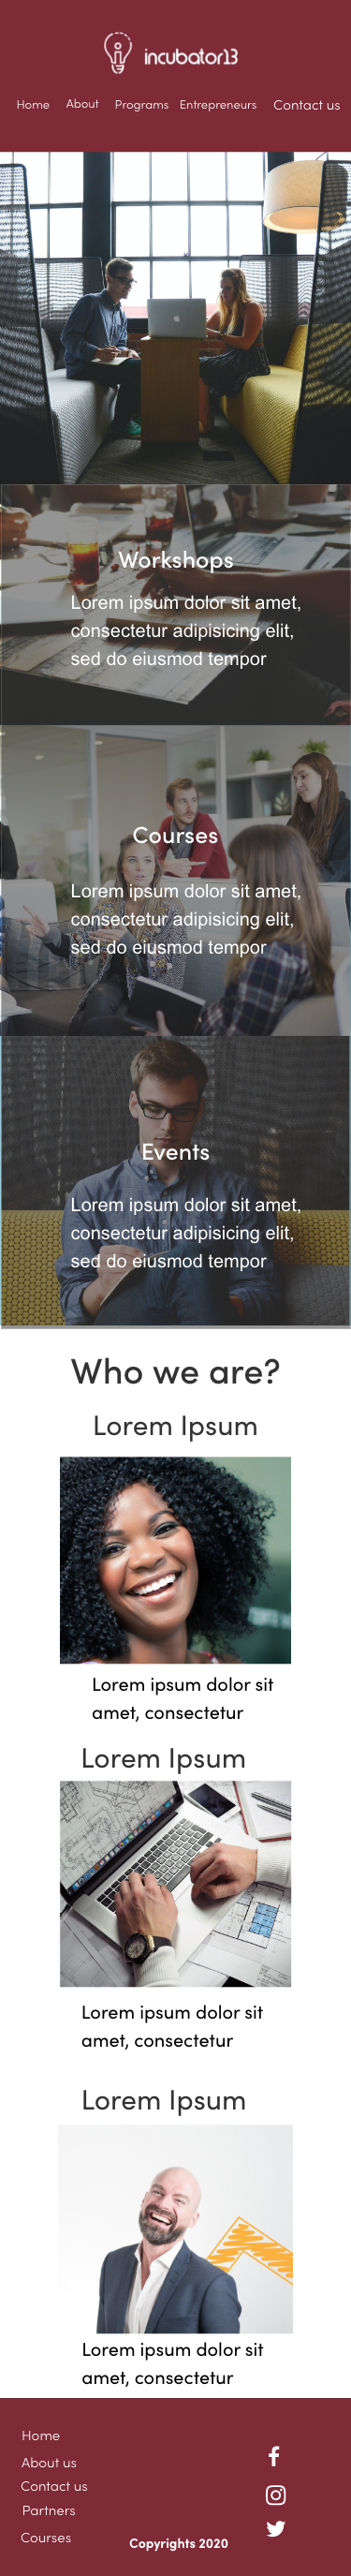 incubator13
Home About Programs Entrepreneurs Contact us
Workshops
Lorem ipsum dolor sit amet,
consectetur adipisicing elit,
sed do eiusmod tempor
Courses
Lorem ipsum dolor sit amet,
consectetur adipisicing elit,
sed do eiusmod tempor
Events
Lorem ipsum dolor sit amet,
consectetur adipisicing elit,
sed do eiusmod tempor
Who we are?
Lorem Ipsum
Lorem ipsum dolor sit
amet, consectetur
Lorem Ipsum
Lorem ipsum dolor sit
amet, consectetur
Lorem Ipsum
Lorem ipsum dolor sit
amet, consectetur
Home
About us
Contact us
Partners
Courses
Copyrights 2020